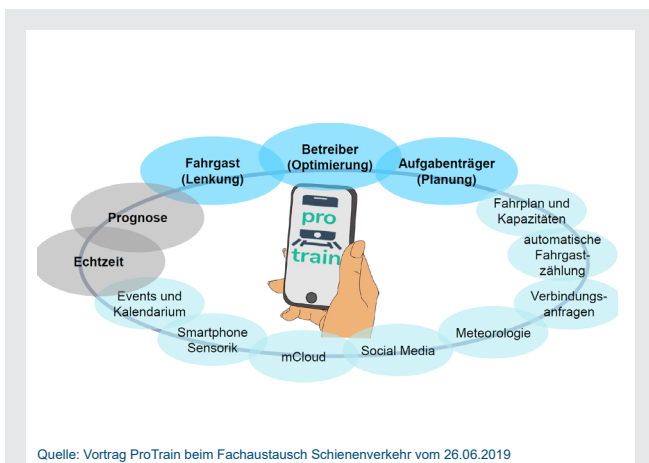 Betreiber
(Optimierung)
Fahrgast
(Lenkung)
Aufgabenträger
(Planung)
Prognose
Echtzeit
pro
train
Fahrplan und
Kapazitäten
automatische
Fahrgast-
zählung
Verbindungs-
anfragen
Meteorologie
Social Media
mCloud
Smartphone
Sensorik
Events und
Kalendarium
Quelle: Vortrag ProTrain beim Fachaustausch Schienenverkehr vom 26.06.2019